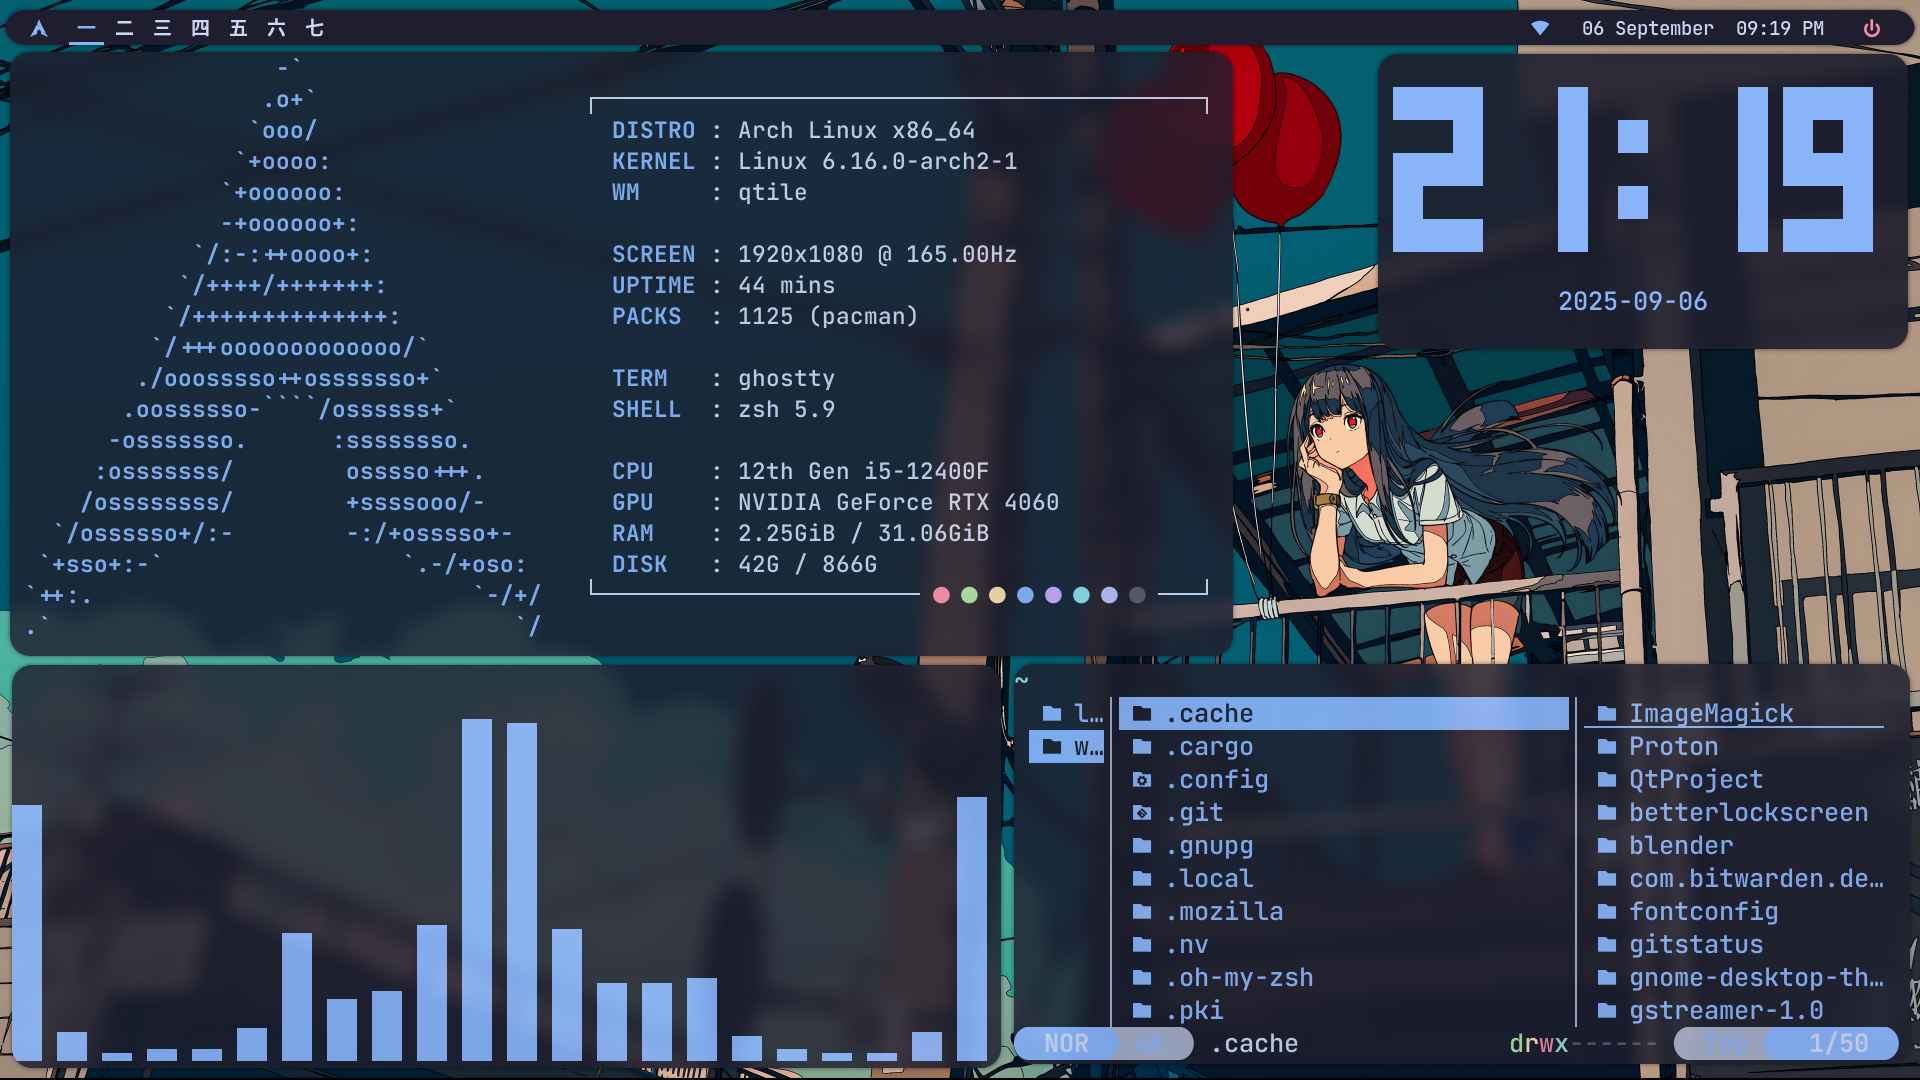 一 二 三 四 五 六 七
06 September 09:19 PM
DISTRO : Arch Linux x86_64
KERNEL : Linux 6.16.0-arch2-1
WM : qtile
SCREEN : 1920x1080 @ 165.00Hz
UPTIME : 44 mins
PACKS : 1125 (pacman)
TERM : ghostty
SHELL : zsh 5.9
CPU : 12th Gen i5-12400F
GPU : NVIDIA GeForce RTX 4060
RAM : 2.25GiB / 31.06GiB
DISK : 42G / 866G
21:19
2025-09-06
~
l…
w…
.cache
.cargo
.config
.git
.gnupg
.local
.mozilla
.nv
.oh-my-zsh
.pki
ImageMagick
Proton
QtProject
betterlockscreen
blender
com.bitwarden.de…
fontconfig
gitstatus
gnome-desktop-th…
gstreamer-1.0
NOR .cache drwx------ Top 1/50